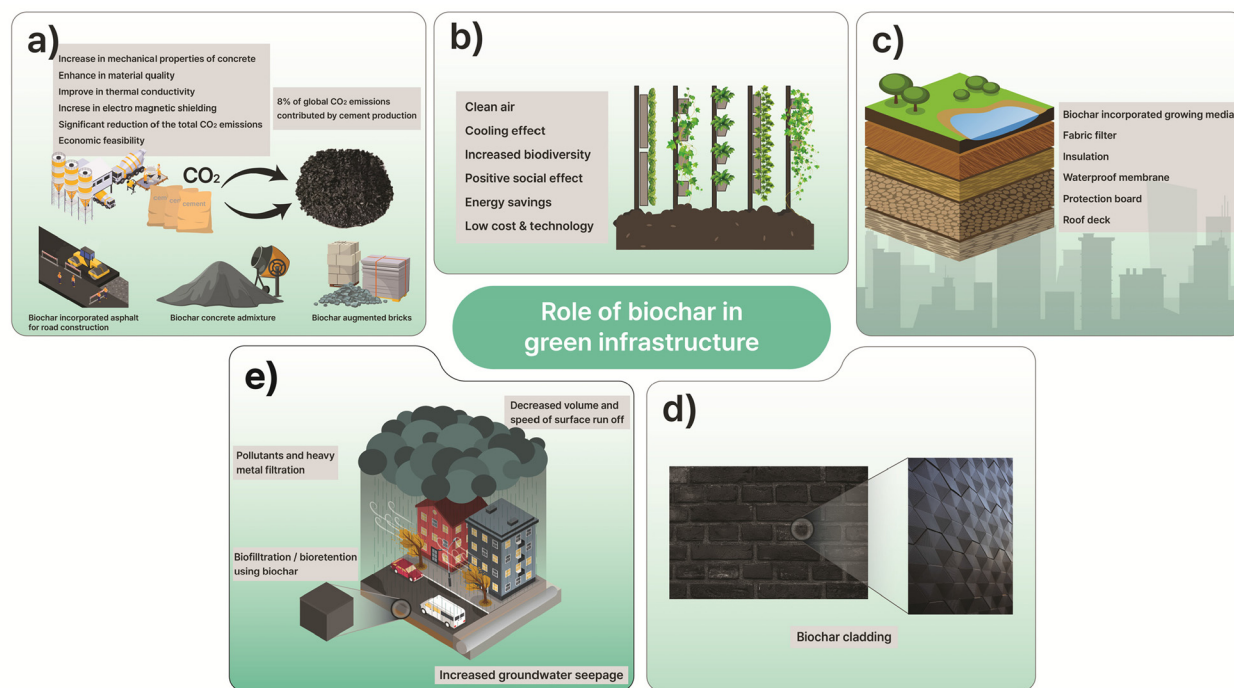 a)
Increase in mechanical properties of concrete
Enhance in material quality
Improve in thermal conductivity
Increse in electro magnetic shielding
Significant reduction of the total CO₂ emissions
Economic feasibility
8% of global CO₂ emissions
contributed by cement production
CO₂
cement
Biochar incorporated asphalt
for road construction
Biochar concrete admixture
Biochar augmented bricks
b)
Clean air
Cooling effect
Increased biodiversity
Positive social effect
Energy savings
Low cost & technology
c)
Biochar incorporated growing media
Fabric filter
Insulation
Waterproof membrane
Protection board
Roof deck
Role of biochar in
green infrastructure
e)
Decreased volume and
speed of surface run off
Pollutants and heavy
metal filtration
Biofiltration / bioretention
using biochar
Increased groundwater seepage
d)
Biochar cladding